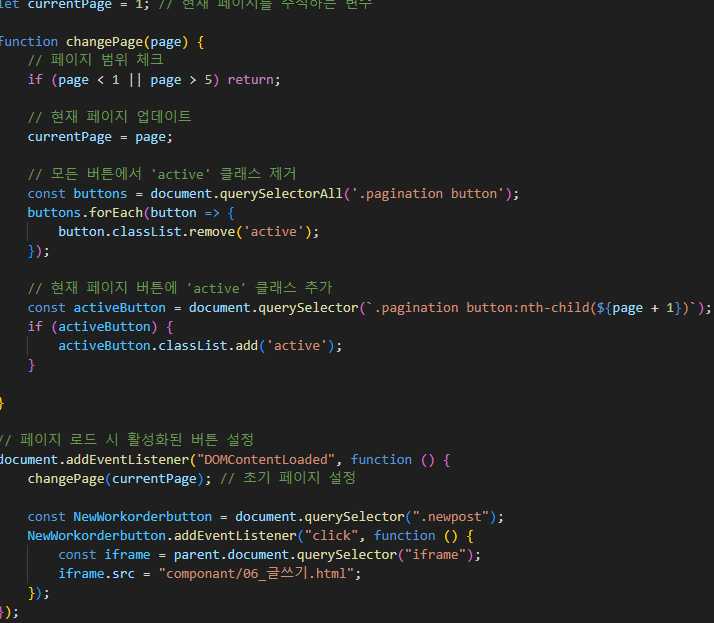 let currentPage = 1; // 현재 페이지를 추적하는 변수
function changePage(page) {
// 페이지 범위 체크
if (page < 1 || page > 5) return;
// 현재 페이지 업데이트
currentPage = page;
// 모든 버튼에서 'active' 클래스 제거
const buttons = document.querySelectorAll('.pagination button');
buttons.forEach(button => {
button.classList.remove('active');
});
// 현재 페이지 버튼에 'active' 클래스 추가
const activeButton = document.querySelector(`.pagination button:nth-child(${page + 1})`);
if (activeButton) {
activeButton.classList.add('active');
}
}
// 페이지 로드 시 활성화된 버튼 설정
document.addEventListener("DOMContentLoaded", function () {
changePage(currentPage); // 초기 페이지 설정
const NewWorkorderbutton = document.querySelector(".newpost");
NewWorkorderbutton.addEventListener("click", function () {
const iframe = parent.document.querySelector("iframe");
iframe.src = "componant/06_글쓰기.html";
});
});